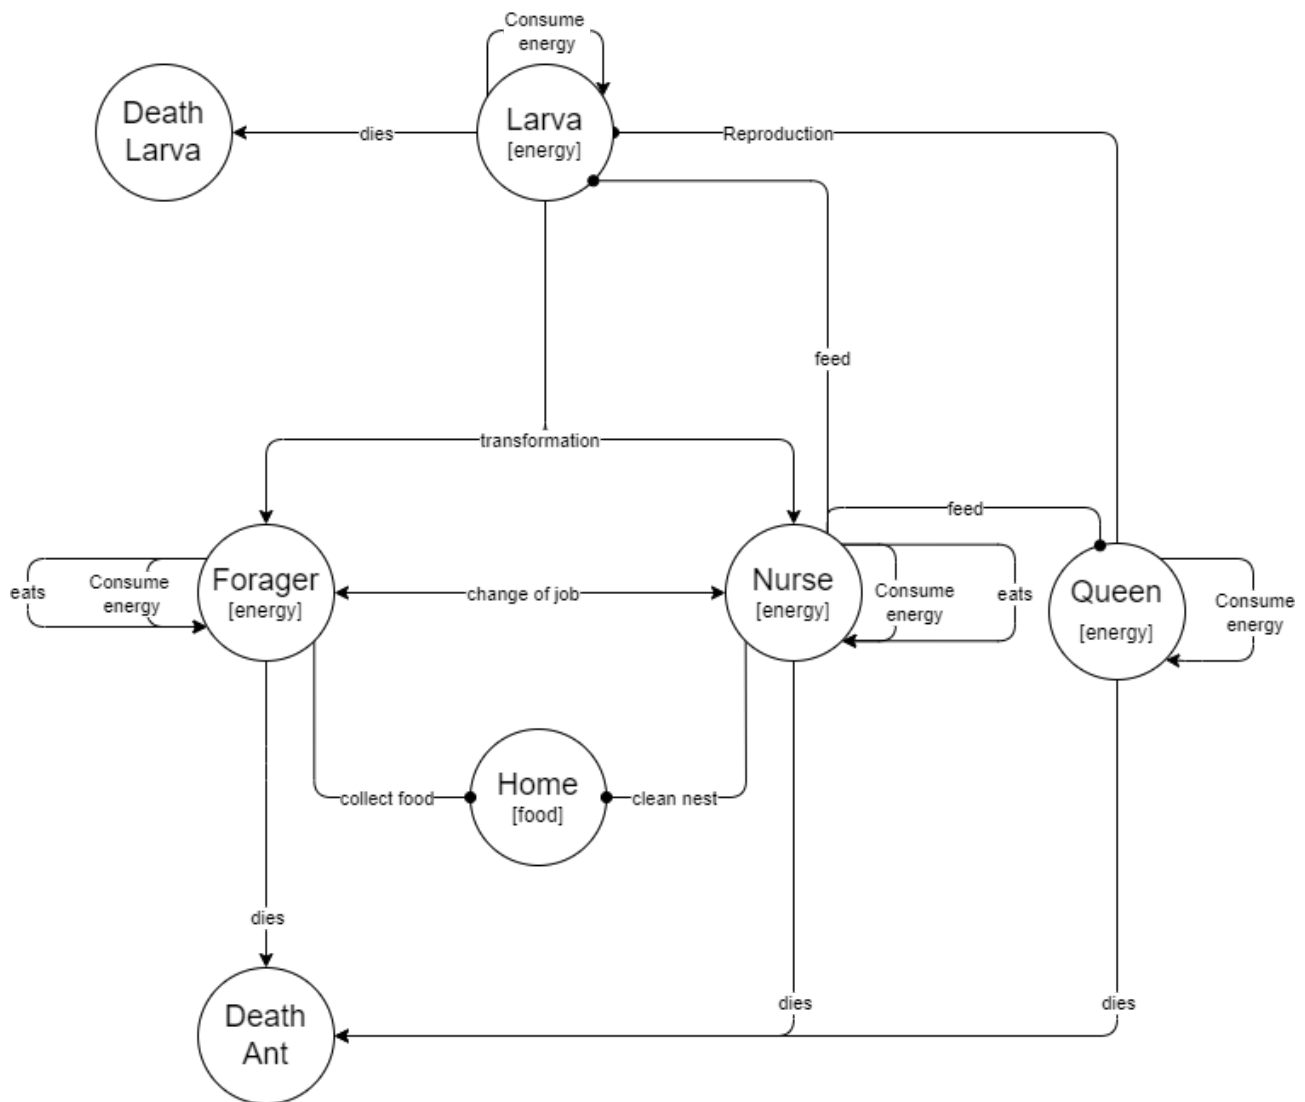 Consume
energy
Death
Larva
dies
Larva
[energy]
Reproduction
feed
transformation
feed
eats
Consume
energy
Forager
[energy]
change of job
Nurse
[energy]
Consume
energy
eats
Queen
[energy]
Consume
energy
collect food
Home
[food]
clean nest
dies
Death
Ant
dies
dies